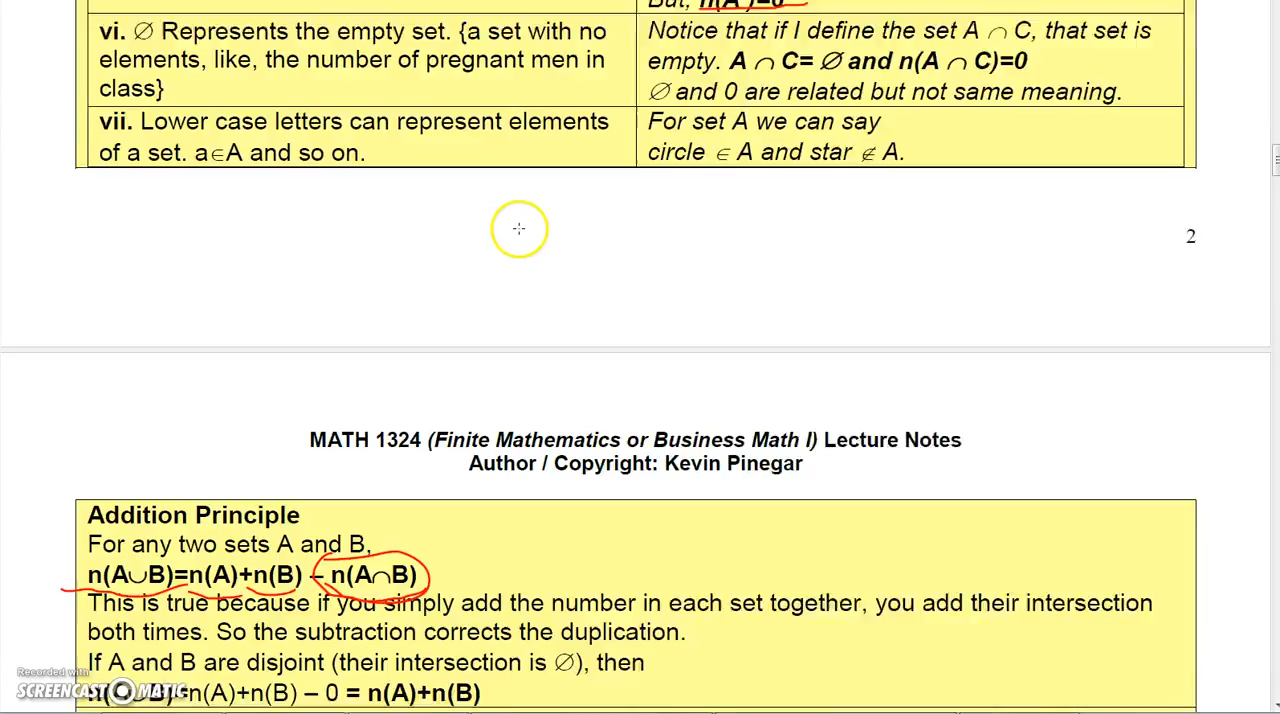 But, n(A')=0
vi. ∅ Represents the empty set. {a set with no
elements, like, the number of pregnant men in
class}
Notice that if I define the set A ∩ C, that set is
empty. A ∩ C= ∅ and n(A ∩ C)=0
∅ and 0 are related but not same meaning.
vii. Lower case letters can represent elements
of a set. a∈A and so on.
For set A we can say
circle ∈ A and star ∉ A.
2
MATH 1324 (Finite Mathematics or Business Math I) Lecture Notes
Author / Copyright: Kevin Pinegar
Addition Principle
For any two sets A and B,
n(A∪B)=n(A)+n(B) – n(A∩B)
This is true because if you simply add the number in each set together, you add their intersection
both times. So the subtraction corrects the duplication.
If A and B are disjoint (their intersection is ∅), then
n(A∪B)=n(A)+n(B) – 0 = n(A)+n(B)
Recorded with
SCREENCAST-O-MATIC